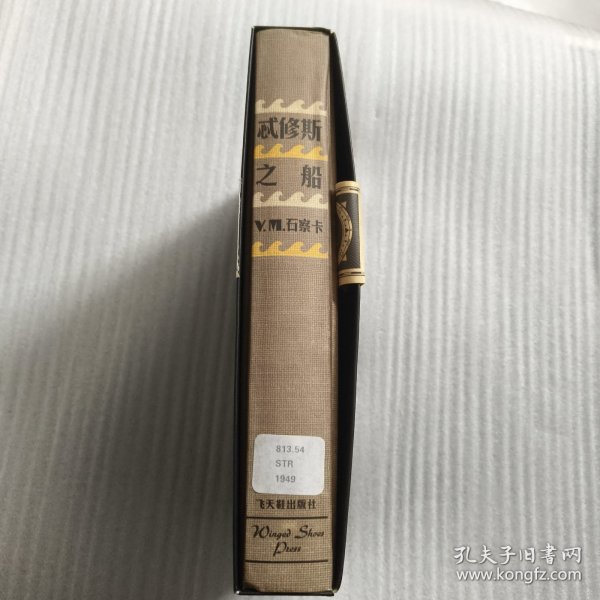 忒修斯
之船
V.M.石察卡
813.54
STR
1949
飞天鞋出版社
Winged Shoes
Press
孔夫子旧书网
www.kongfz.com